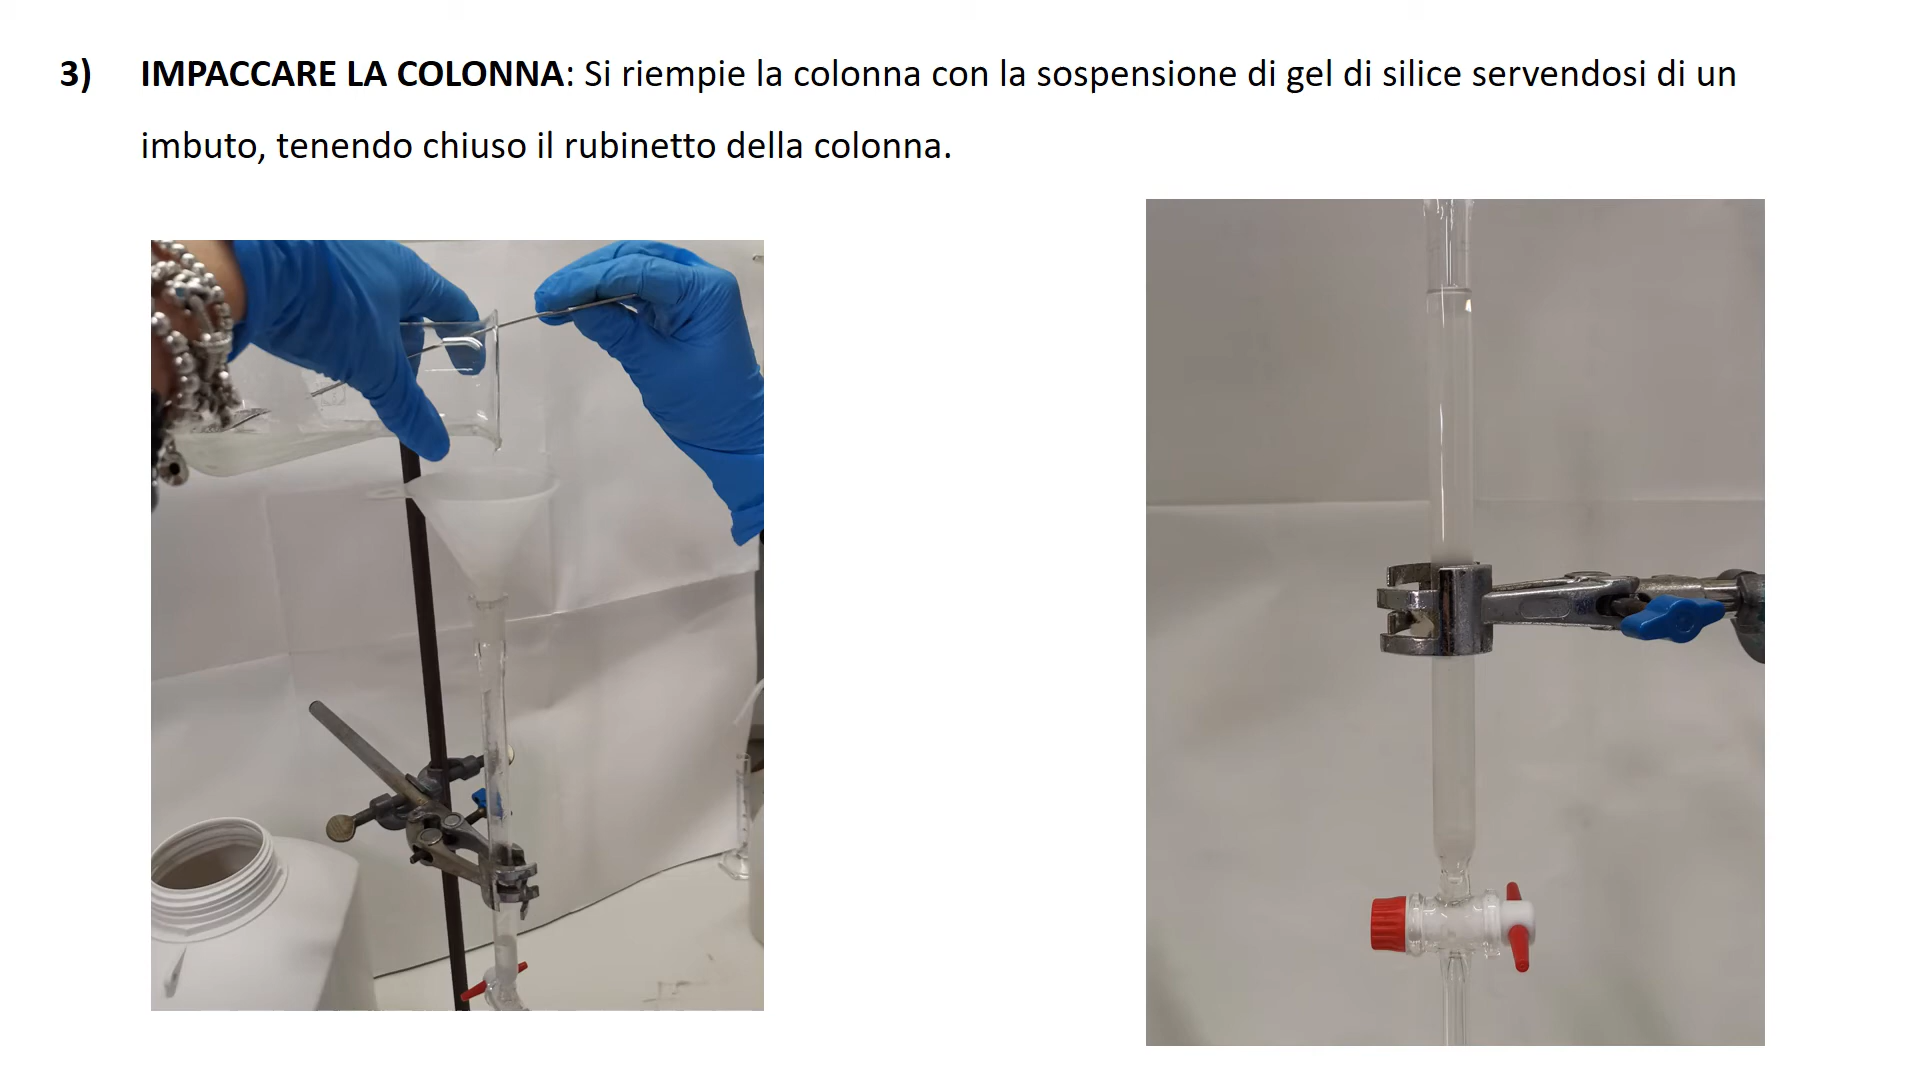 3) IMPACCARE LA COLONNA: Si riempie la colonna con la sospensione di gel di silice servendosi di un
imbuto, tenendo chiuso il rubinetto della colonna.